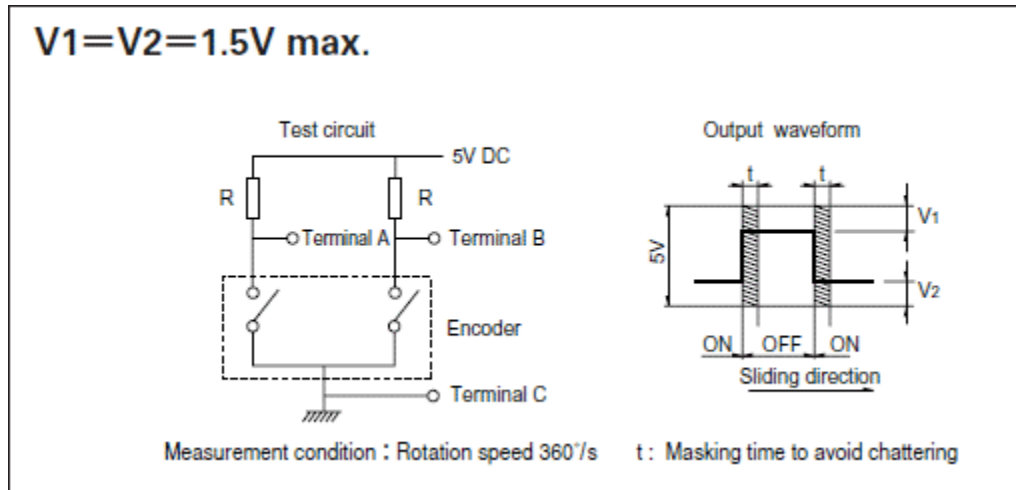 V1=V2=1.5V max.
Test circuit
5V DC
R
R
Terminal A
Terminal B
Encoder
Terminal C
Output waveform
t
t
V1
5V
V2
ON
OFF
ON
Sliding direction
Measurement condition : Rotation speed 360°/s
t : Masking time to avoid chattering